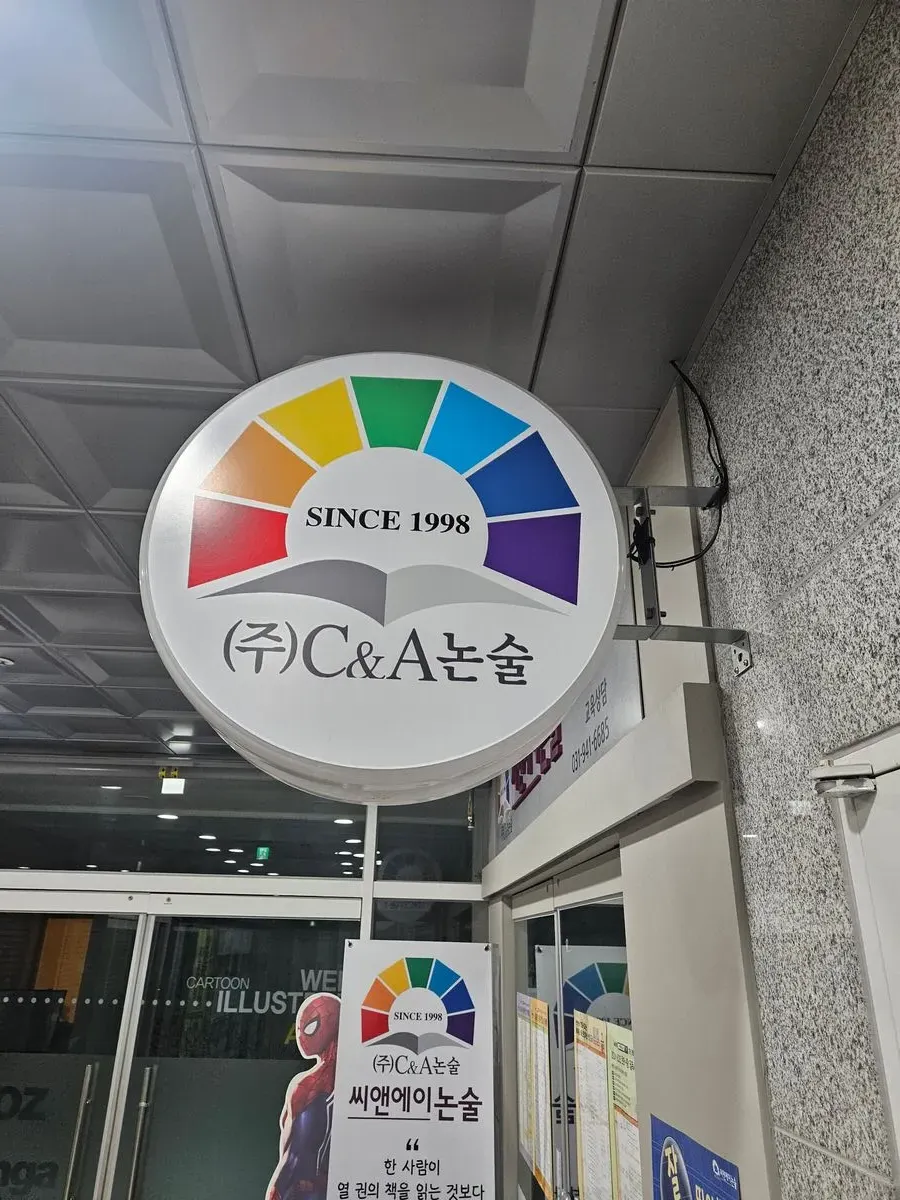 SINCE 1998
(주)C&A논술
교육상담
031-941-6685
CARTOON
ILLUST
SINCE 1998
(주)C&A논술
씨앤에이논술
“
한 사람이
열 권의 책을 읽는 것보다